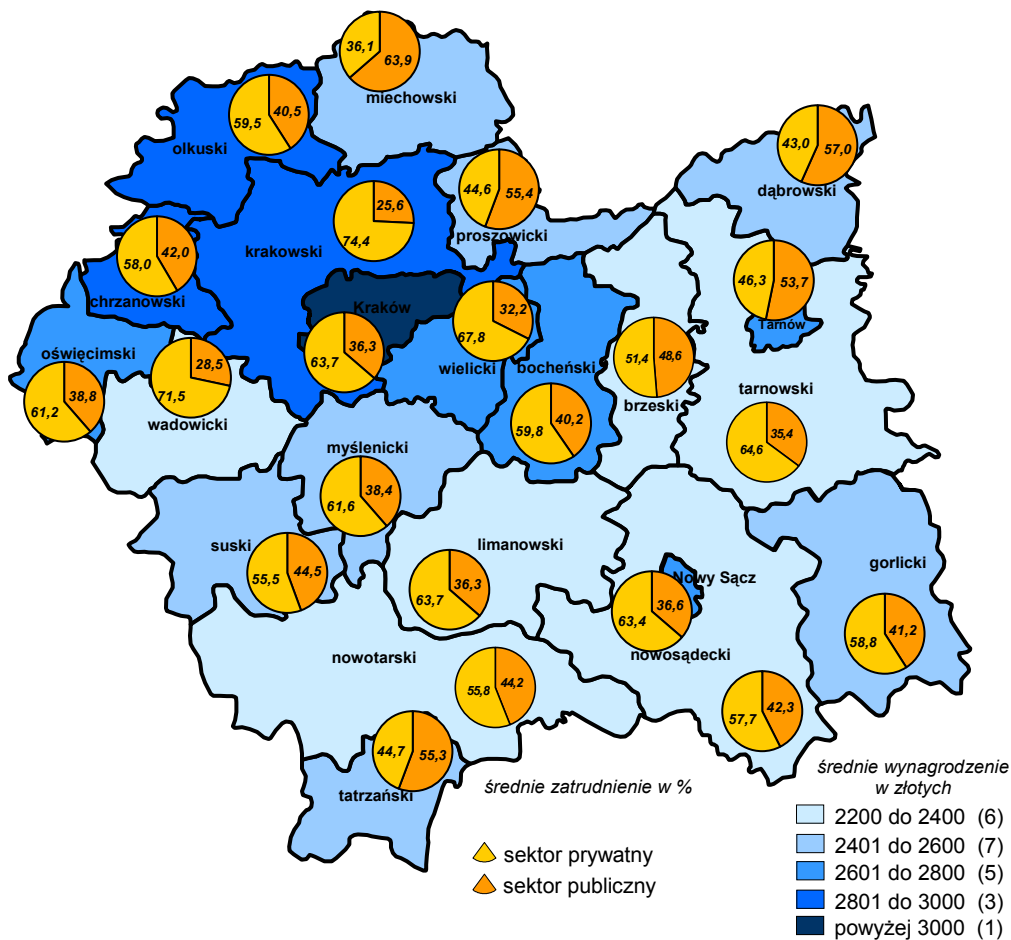 36,1
63,9
miechowski
59,5
40,5
olkuski
43,0
57,0
dąbrowski
44,6
55,4
proszowicki
25,6
74,4
krakowski
58,0
42,0
chrzanowski
46,3
53,7
Tarnów
Kraków
63,7
36,3
67,8
32,2
wielicki
bocheński
59,8
40,2
51,4
48,6
brzeski
oświęcimski
61,2
38,8
28,5
71,5
wadowicki
tarnowski
64,6
35,4
myślenicki
61,6
38,4
suski
55,5
44,5
limanowski
63,7
36,3
Nowy Sącz
63,4
36,6
nowosądecki
57,7
42,3
gorlicki
58,8
41,2
nowotarski
55,8
44,2
44,7
55,3
tatrzański
średnie zatrudnienie w %
sektor prywatny
sektor publiczny
średnie wynagrodzenie
w złotych
2200 do 2400 (6)
2401 do 2600 (7)
2601 do 2800 (5)
2801 do 3000 (3)
powyżej 3000 (1)